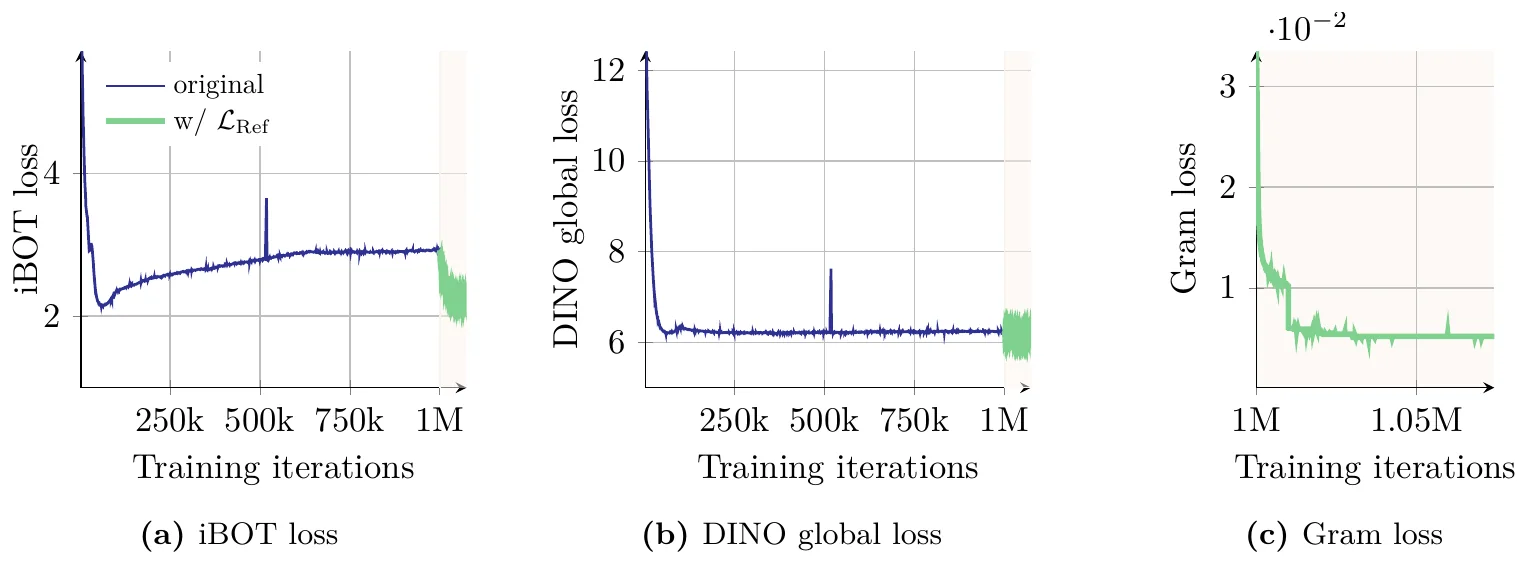 iBOT loss
4
2
original
w/ ℒRef
250k 500k 750k 1M
Training iterations
(a) iBOT loss
DINO global loss
12
10
8
6
250k 500k 750k 1M
Training iterations
(b) DINO global loss
·10⁻²
Gram loss
3
2
1
1M 1.05M
Training iterations
(c) Gram loss